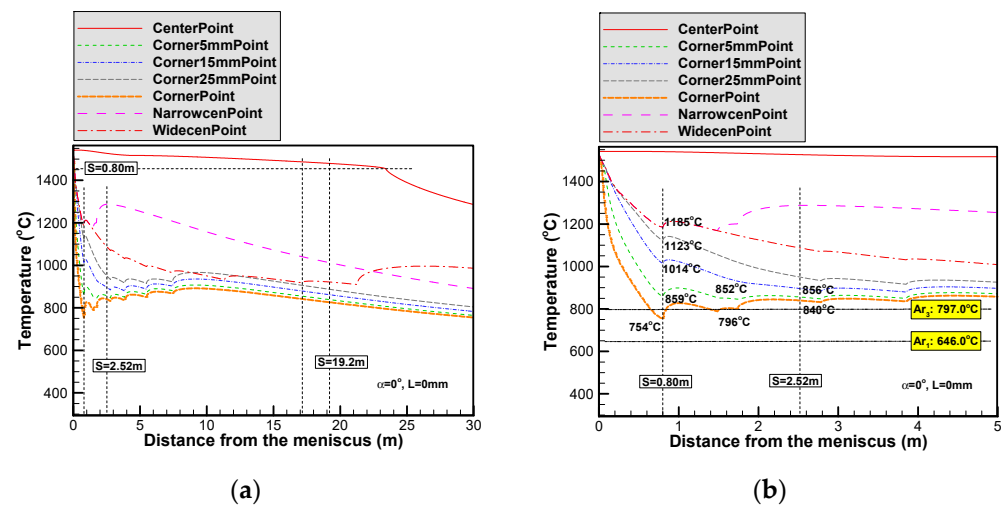 CenterPoint
Corner5mmPoint
Corner15mmPoint
Corner25mmPoint
CornerPoint
NarrowcenPoint
WidecenPoint
S=0.80m
S=2.52m
S=19.2m
α=0°, L=0mm
Temperature (°C)
1400
1200
1000
800
600
400
0 5 10 15 20 25 30
Distance from the meniscus (m)
(a)
CenterPoint
Corner5mmPoint
Corner15mmPoint
Corner25mmPoint
CornerPoint
NarrowcenPoint
WidecenPoint
1185°C
1123°C
1014°C
859°C
852°C
856°C
754°C
796°C
840°C
Ar3: 797.0°C
Ar1: 646.0°C
S=0.80m
S=2.52m
α=0°, L=0mm
Temperature (°C)
1400
1200
1000
800
600
400
0 1 2 3 4 5
Distance from the meniscus (m)
(b)